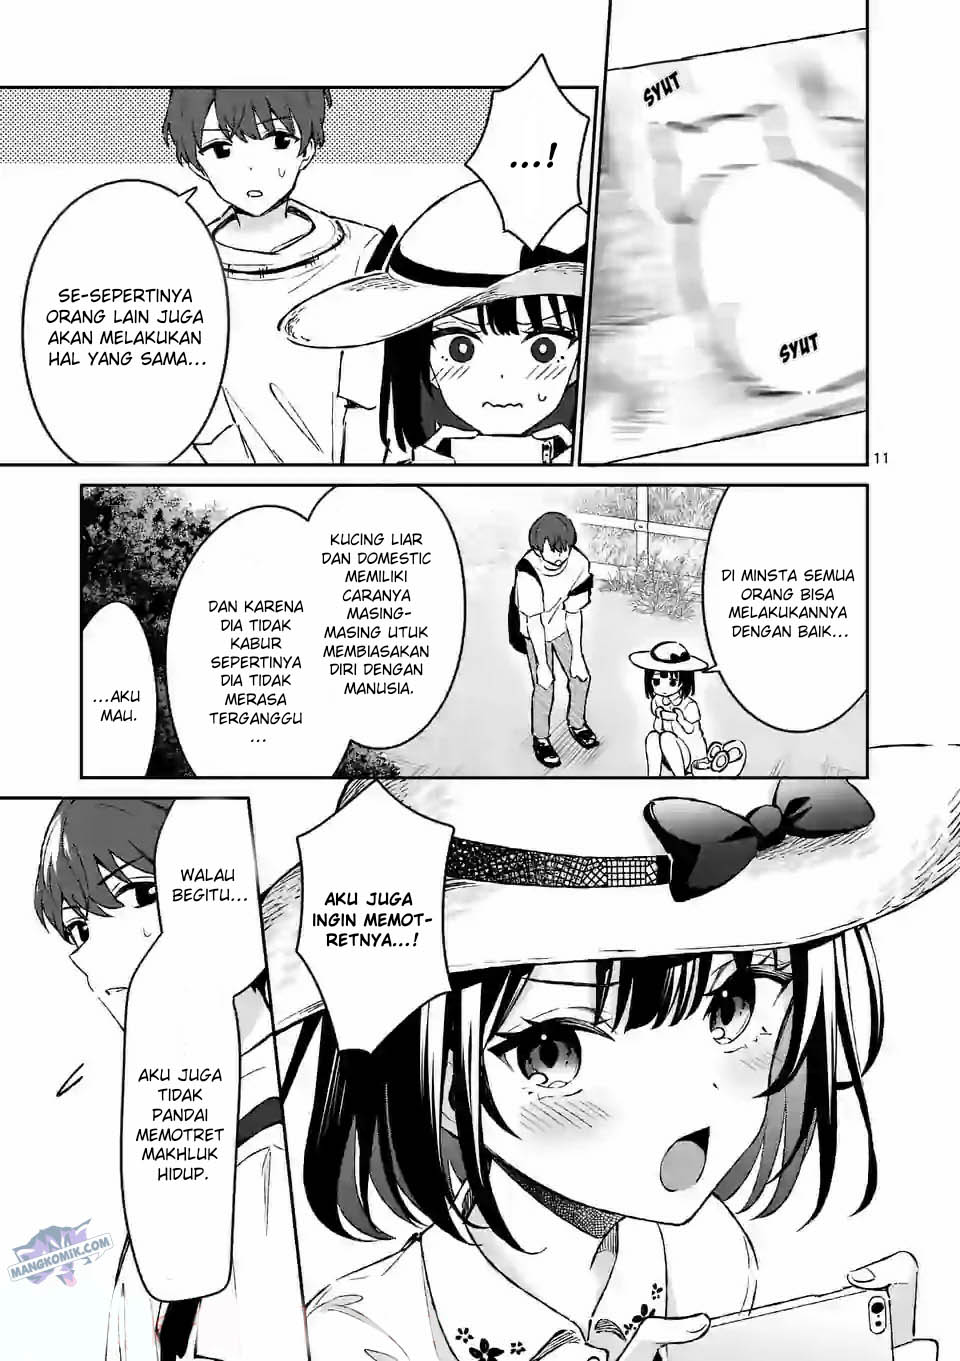 SYUT
SYUT
...!
SE-SEPERTINYA
ORANG LAIN JUGA
AKAN MELAKUKAN
HAL YANG SAMA...
11
DI MINSTA SEMUA
ORANG BISA
MELAKUKANNYA
DENGAN BAIK...
KUCING LIAR
DAN DOMESTIC
MEMILIKI
CARANYA
MASING-
MASING UTUK
MEMBIASAKAN
DIRI DENGAN
MANUSIA.
DAN KARENA
DIA TIDAK
KABUR
SEPERTINYA
DIA TIDAK
MERASA
TERGANGGU
...
...AKU
MAU.
AKU JUGA
INGIN MEMOT-
RETNYA...!
WALAU
BEGITU...
AKU JUGA
TIDAK
PANDAI
MEMOTRET
MAKHLUK
HIDUP.
MANGKOMIK.COM